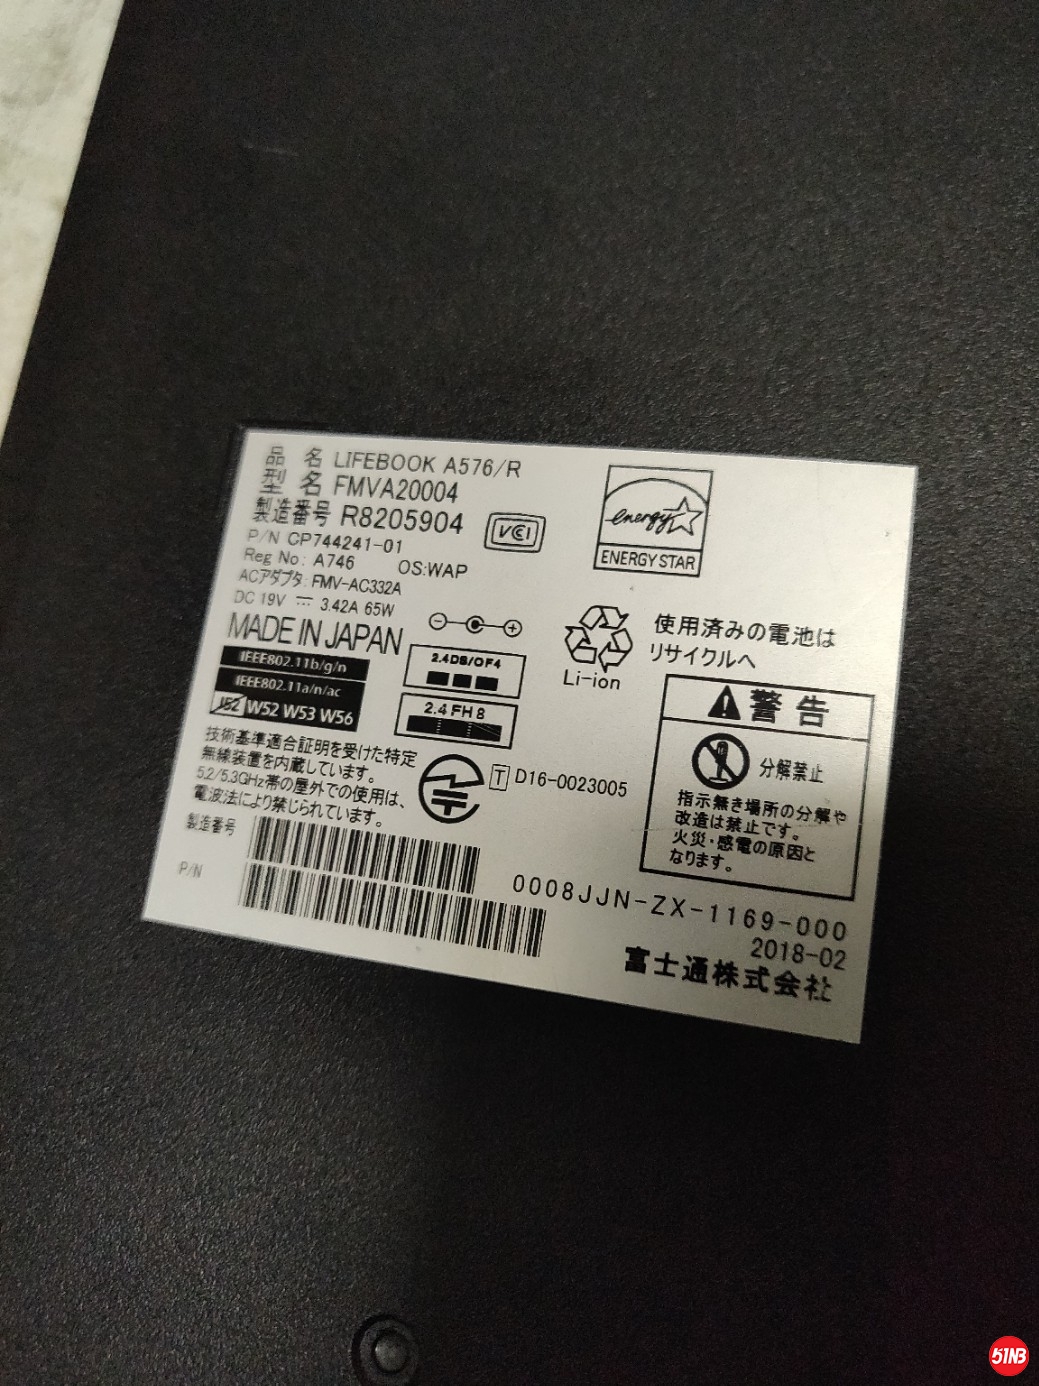 品 名 LIFEBOOK A576/R
型 名 FMVA20004
製造番号 R8205904
VCI
P/N CP744241-01
Reg No: A746 OS:WAP
ACアダプタ: FMV-AC332A
DC 19V 3.42A 65W
MADE IN JAPAN
IEEE802.11b/g/n
IEEE802.11a/n/ac
J52 W52 W53 W56
2.4DS/OF4
2.4FH8
技術基準適合証明を受けた特定
無線装置を内蔵しています。
5.2/5.3GHz帯の屋外での使用は、
電波法により禁じられています。
T D16-0023005
製造番号
P/N
energy
ENERGY STAR
使用済みの電池は
リサイクルへ
Li-ion
警告
分解禁止
指示無き場所の分解や
改造は禁止です。
火災・感電の原因と
なります。
0008JJN-ZX-1169-000
2018-02
富士通株式会社
51NB